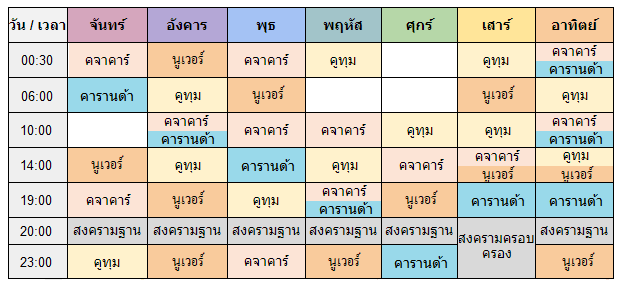 วัน / เวลา จันทร์ อังคาร พุธ พฤหัส ศุกร์ เสาร์ อาทิตย์
00:30 คจาคาร์ นูเวอร์ คจาคาร์ คูทุม คูทุม คจาคาร์
คารานด้า
06:00 คารานด้า คูทุม นูเวอร์ นูเวอร์ คูทุม
10:00 คจาคาร์ คจาคาร์ คจาคาร์ คูทุม คูทุม คจาคาร์
คารานด้า คารานด้า
14:00 นูเวอร์ คูทุม คารานด้า คูทุม คจาคาร์ คจาคาร์ คูทุม
นูเวอร์ นูเวอร์
19:00 คจาคาร์ นูเวอร์ คูทุม คจาคาร์ นูเวอร์ คารานด้า คารานด้า
คารานด้า
20:00 สงครามฐาน สงครามฐาน สงครามฐาน สงครามฐาน สงครามฐาน สงครามครอบ สงครามฐาน
ครอง
23:00 คูทุม นูเวอร์ คจาคาร์ นูเวอร์ คารานด้า นูเวอร์